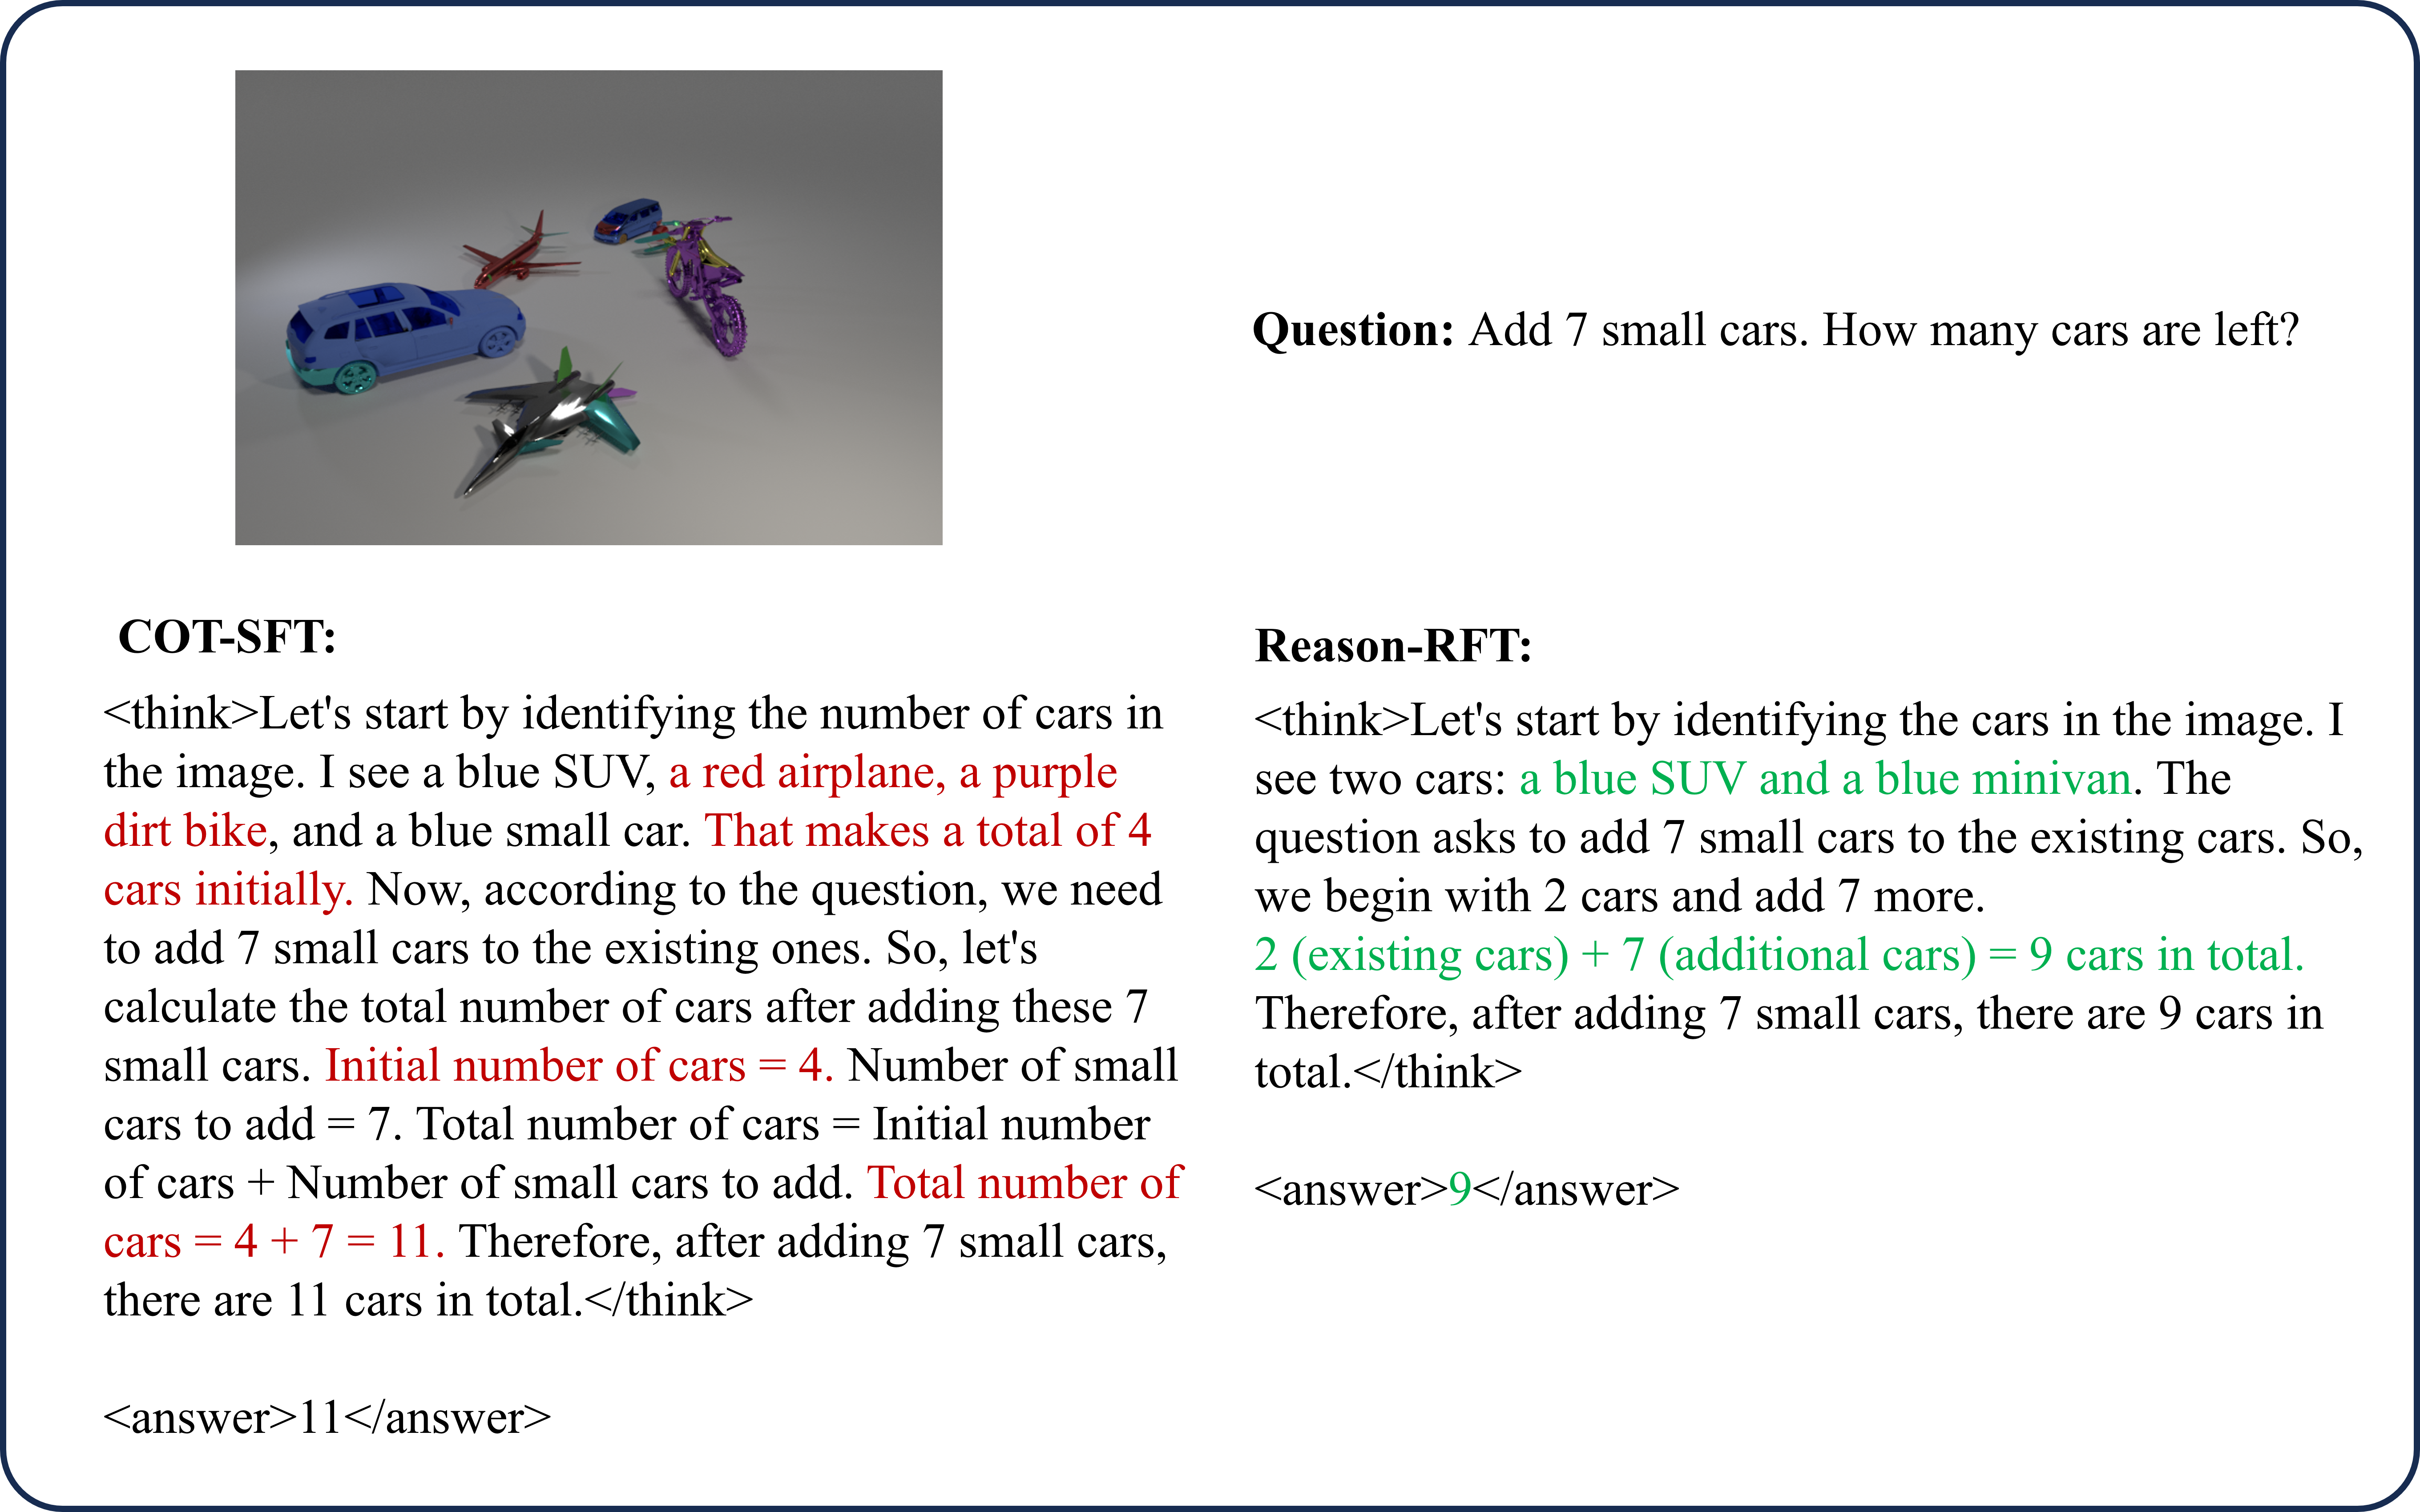 Question: Add 7 small cars. How many cars are left?
COT-SFT:
<think>Let's start by identifying the number of cars in
the image. I see a blue SUV, a red airplane, a purple
dirt bike, and a blue small car. That makes a total of 4
cars initially. Now, according to the question, we need
to add 7 small cars to the existing ones. So, let's
calculate the total number of cars after adding these 7
small cars. Initial number of cars = 4. Number of small
cars to add = 7. Total number of cars = Initial number
of cars + Number of small cars to add. Total number of
cars = 4 + 7 = 11. Therefore, after adding 7 small cars,
there are 11 cars in total.</think>
<answer>11</answer>
Reason-RFT:
<think>Let's start by identifying the cars in the image. I
see two cars: a blue SUV and a blue minivan. The
question asks to add 7 small cars to the existing cars. So,
we begin with 2 cars and add 7 more.
2 (existing cars) + 7 (additional cars) = 9 cars in total.
Therefore, after adding 7 small cars, there are 9 cars in
total.</think>
<answer>9</answer>